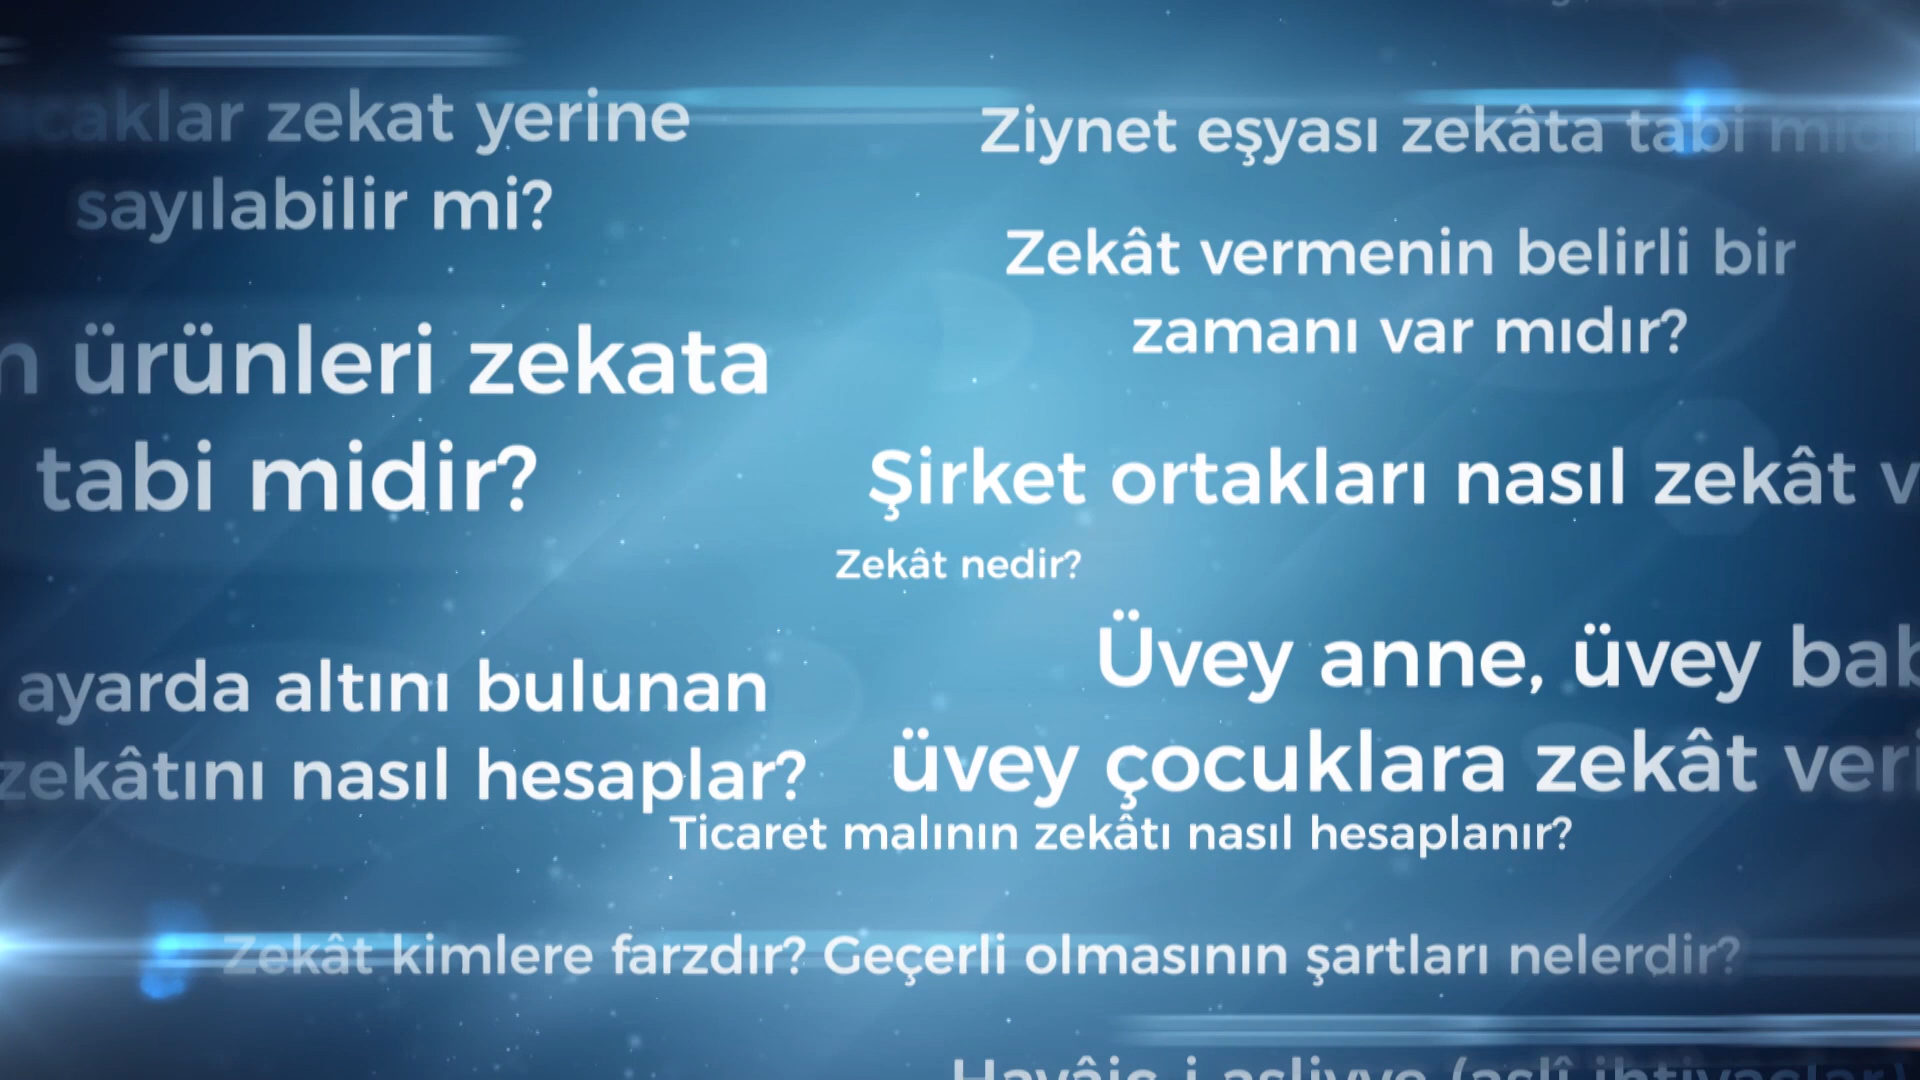 zekat yerine
sayılabilir mi?
ürünleri zekata
tabi midir?
ayarda altını bulunan
zekâtını nasıl hesaplar?
Ziynet eşyası zekâta tabi
Zekât vermenin belirli bir
zamanı var mıdır?
Şirket ortakları nasıl zekât
Zekât nedir?
Üvey anne, üvey
üvey çocuklara zekât
Ticaret malının zekâtı nasıl hesaplanır?
Zekât kimlere farzdır? Geçerli olmasının şartları nelerdir?